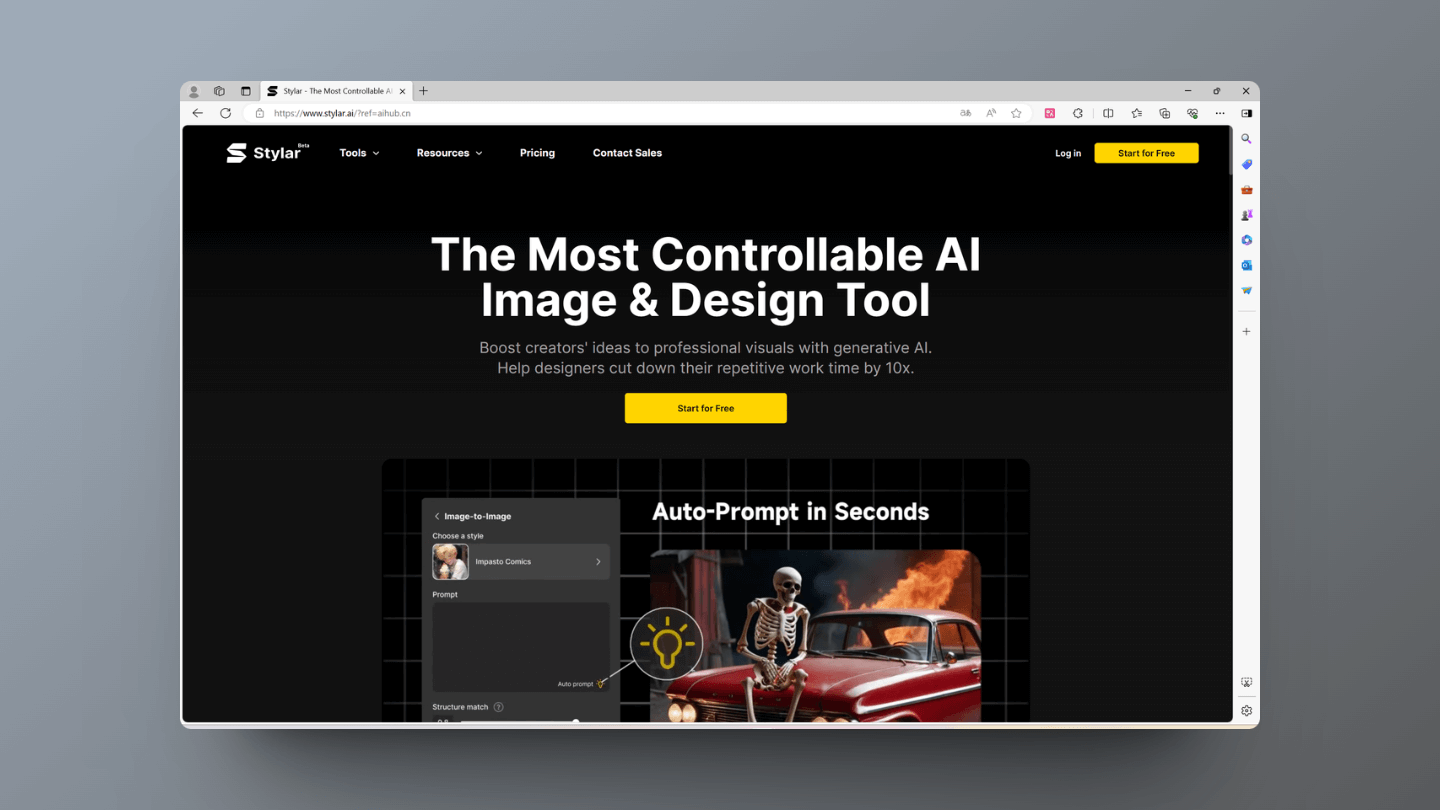 Stylar - The Most Controllable AI
https://www.stylar.ai/?ref=aihub.cn
Stylar Beta
Tools
Resources
Pricing
Contact Sales
Log in
Start for Free
The Most Controllable AI
Image & Design Tool
Boost creators' ideas to professional visuals with generative AI.
Help designers cut down their repetitive work time by 10x.
Start for Free
Auto-Prompt in Seconds
Image-to-Image
Choose a style
Impasto Comics
Prompt
Auto prompt
Structure match